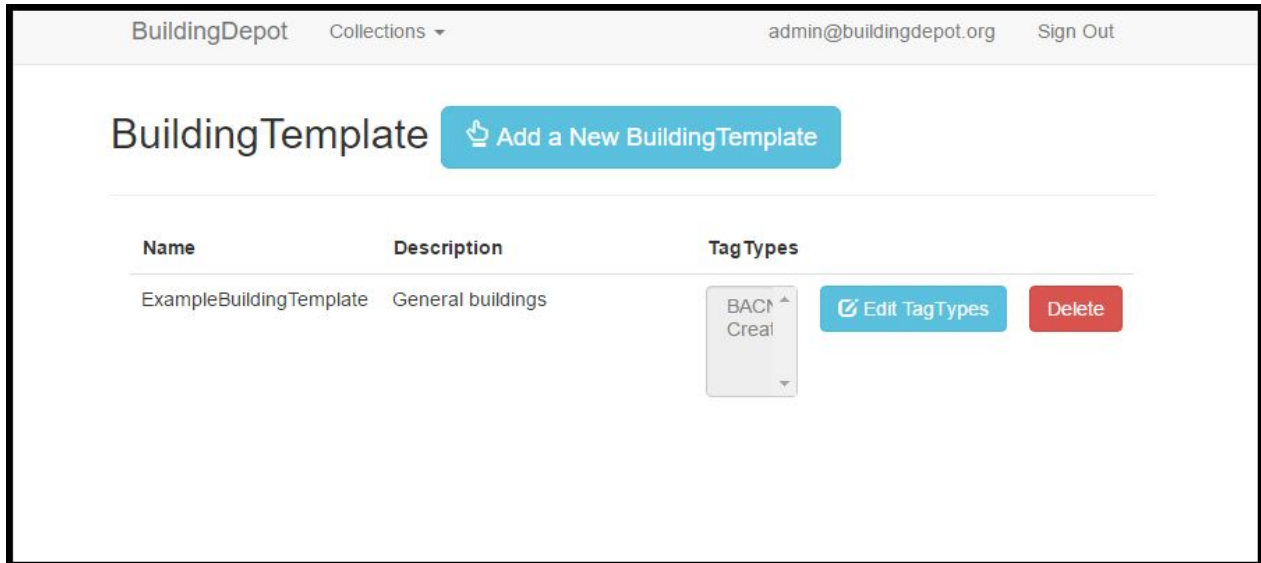 BuildingDepot Collections admin@buildingdepot.org Sign Out
BuildingTemplate Add a New BuildingTemplate
Name Description TagTypes
ExampleBuildingTemplate General buildings Edit TagTypes Delete